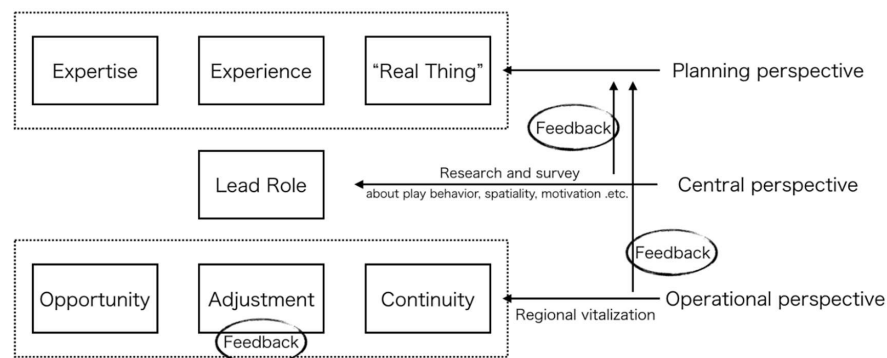 Expertise
Experience
“Real Thing”
Planning perspective
Feedback
Lead Role
Research and survey
about play behavior, spatiality, motivation .etc.
Central perspective
Feedback
Opportunity
Adjustment
Continuity
Operational perspective
Regional vitalization
Feedback